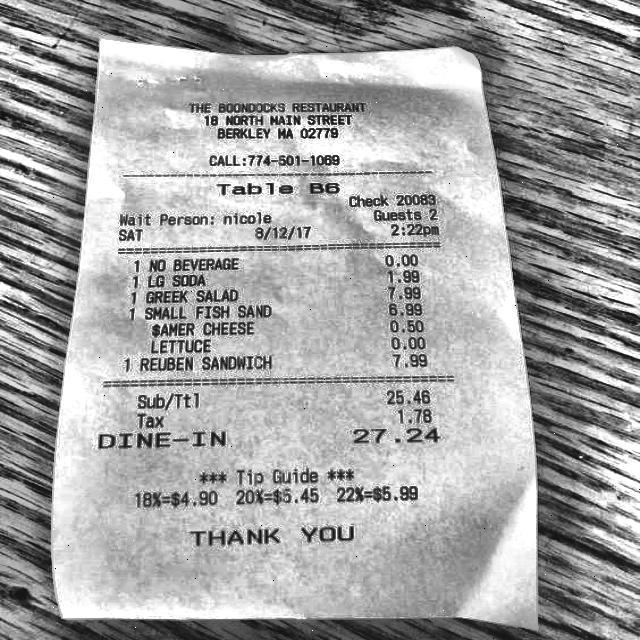 THE BOONDOCKS RESTAURANT
18 NORTH MAIN STREET
BERKLEY MA 02779
CALL:774-501-1069
Table B6
Check 20083
Wait Person: nicole Guests 2
SAT 8/12/17 2:22pm
1 NO BEVERAGE 0.00
1 LG SODA 1.99
1 GREEK SALAD 7.99
1 SMALL FISH SAND 6.99
$AMER CHEESE 0.50
LETTUCE 0.00
1 REUBEN SANDWICH 7.99
Sub/Ttl 25.46
Tax 1.78
DINE-IN 27.24
*** Tip Guide ***
18%=$4.90 20%=$5.45 22%=$5.99
THANK YOU